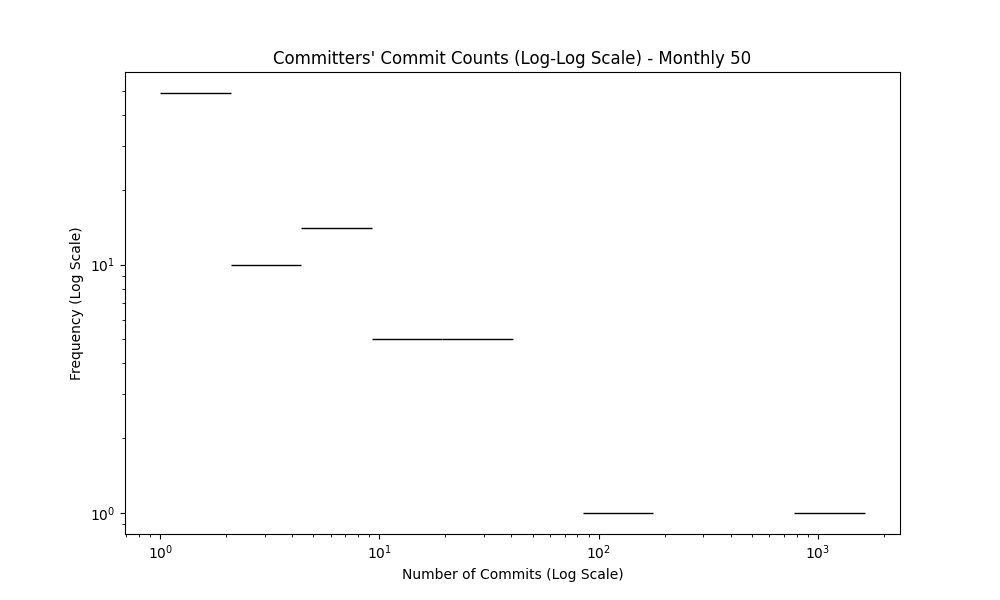 Committers' Commit Counts (Log-Log Scale) - Monthly 50
Frequency (Log Scale)
10¹
10⁰
10⁰ 10¹ 10² 10³
Number of Commits (Log Scale)